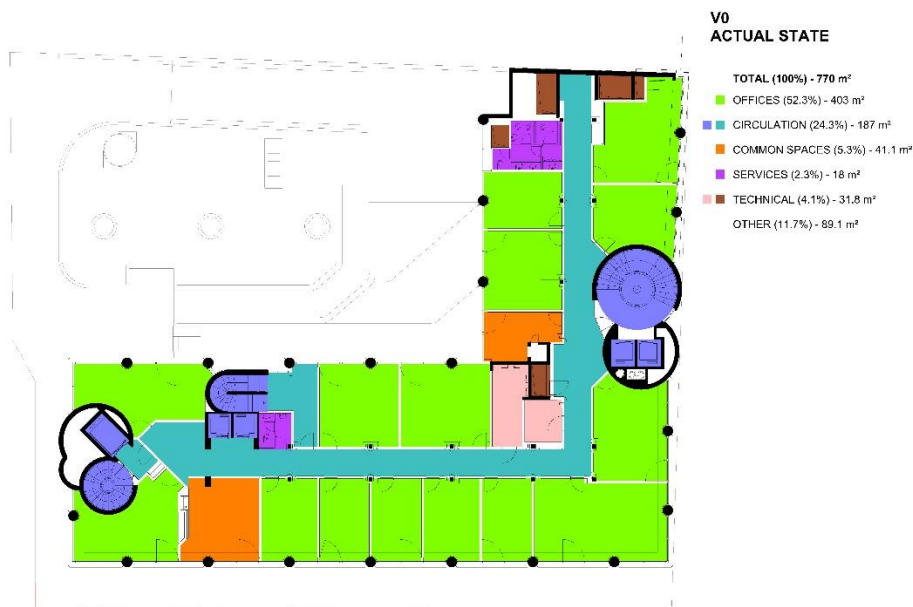 V0
ACTUAL STATE
TOTAL (100%) - 770 m²
OFFICES (52.3%) - 403 m²
CIRCULATION (24.3%) - 187 m²
COMMON SPACES (5.3%) - 41.1 m²
SERVICES (2.3%) - 18 m²
TECHNICAL (4.1%) - 31.8 m²
OTHER (11.7%) - 89.1 m²